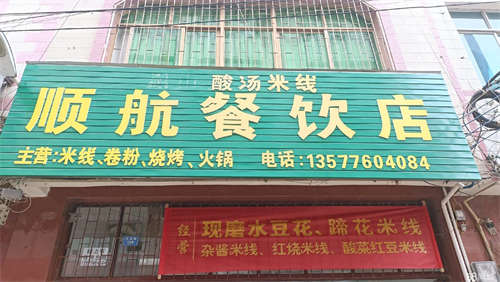 酸汤米线
顺航餐饮店
主营:米线、卷粉、烧烤、火锅 电话:13577604084
经营
现磨水豆花、蹄花米线
杂酱米线、红烧米线、酸菜红豆米线